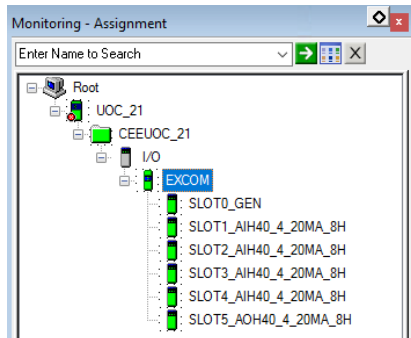 Monitoring - Assignment
Enter Name to Search
Root
UOC_21
CEEUOC_21
I/O
EXCOM
SLOT0_GEN
SLOT1_AIH40_4_20MA_8H
SLOT2_AIH40_4_20MA_8H
SLOT3_AIH40_4_20MA_8H
SLOT4_AIH40_4_20MA_8H
SLOT5_AOH40_4_20MA_8H